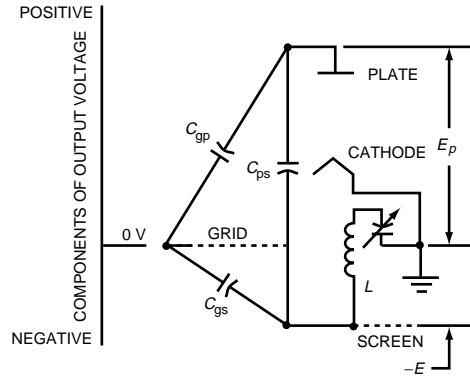 POSITIVE
COMPONENTS OF OUTPUT VOLTAGE
NEGATIVE
0 V
C_gp
C_ps
C_gs
GRID
PLATE
CATHODE
E_p
L
SCREEN
–E